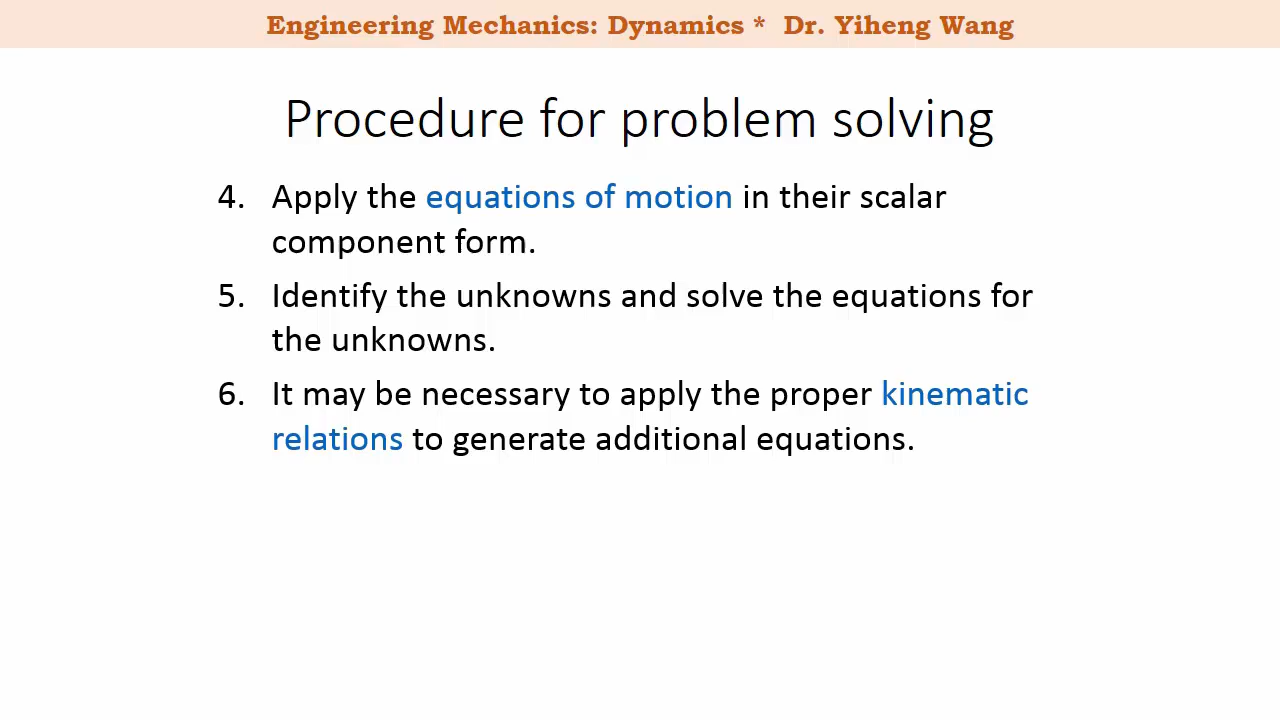 Engineering Mechanics: Dynamics * Dr. Yiheng Wang
Procedure for problem solving
4. Apply the equations of motion in their scalar
component form.
5. Identify the unknowns and solve the equations for
the unknowns.
6. It may be necessary to apply the proper kinematic
relations to generate additional equations.